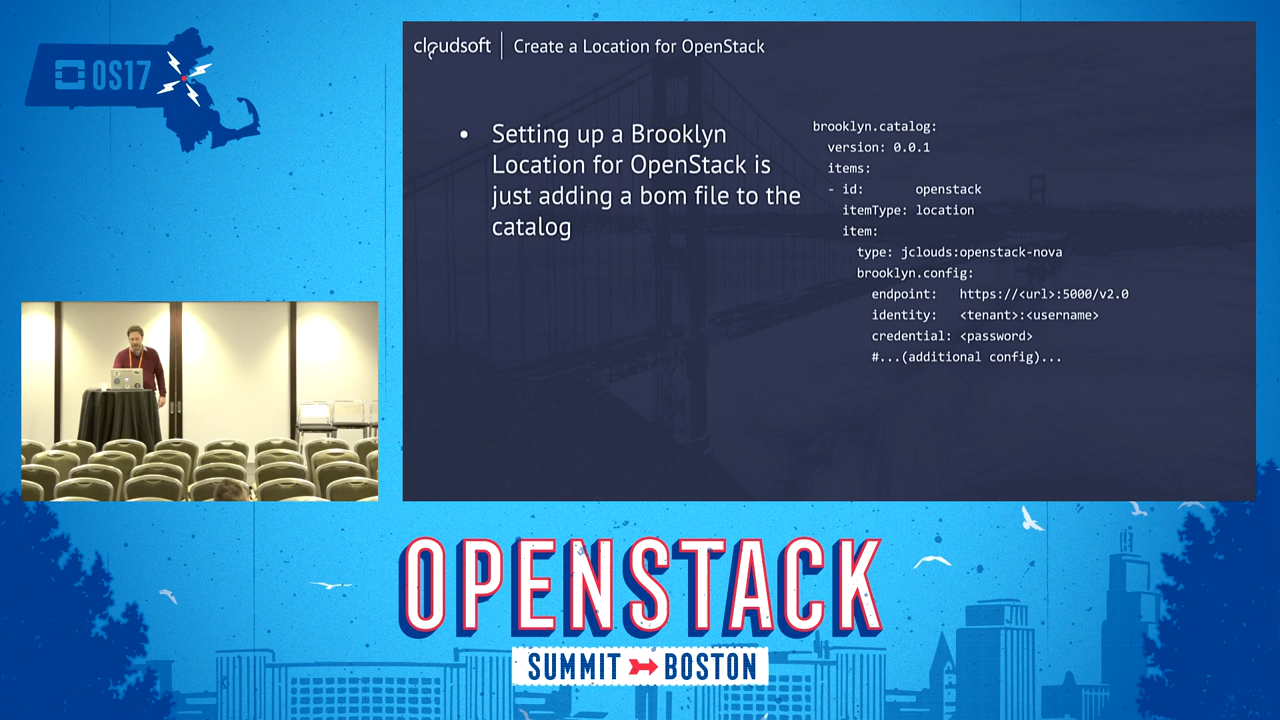 OS17
cloudsoft
Create a Location for OpenStack
• Setting up a Brooklyn
Location for OpenStack is
just adding a bom file to the
catalog
brooklyn.catalog:
version: 0.0.1
items:
- id: openstack
itemType: location
item:
type: jclouds:openstack-nova
brooklyn.config:
endpoint: https://<url>:5000/v2.0
identity: <tenant>:<username>
credential: <password>
#...(additional config)...
OPENSTACK
SUMMIT BOSTON